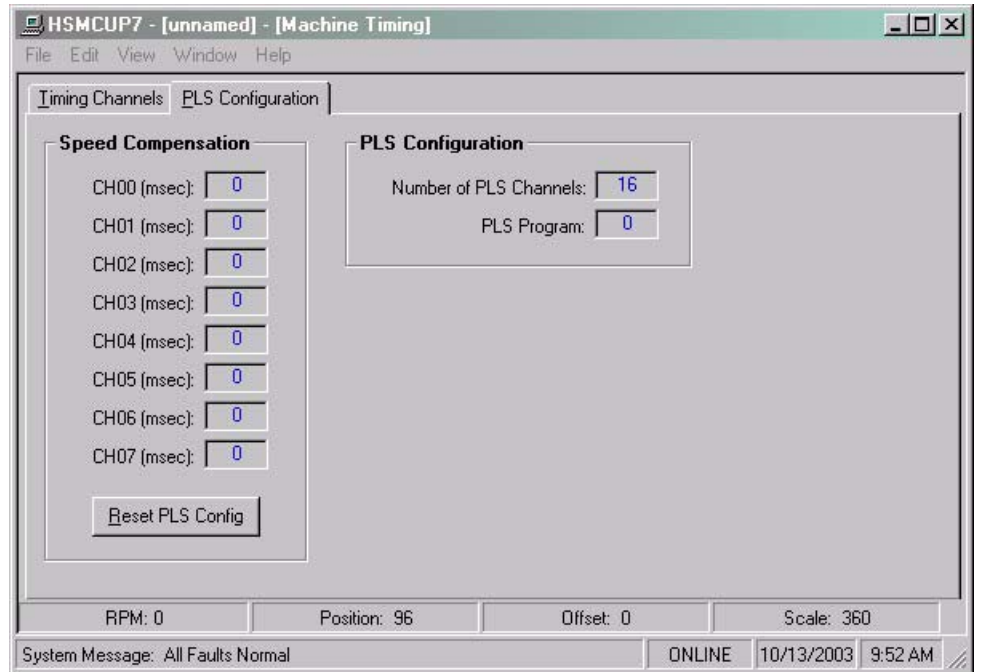 HSMCUP7 - [unnamed] - [Machine Timing]
File Edit View Window Help
Timing Channels PLS Configuration
Speed Compensation
CH00 (msec): 0
CH01 (msec): 0
CH02 (msec): 0
CH03 (msec): 0
CH04 (msec): 0
CH05 (msec): 0
CH06 (msec): 0
CH07 (msec): 0
Reset PLS Config
PLS Configuration
Number of PLS Channels: 16
PLS Program: 0
RPM: 0 Position: 96 Offset: 0 Scale: 360
System Message: All Faults Normal ONLINE 10/13/2003 9:52 AM